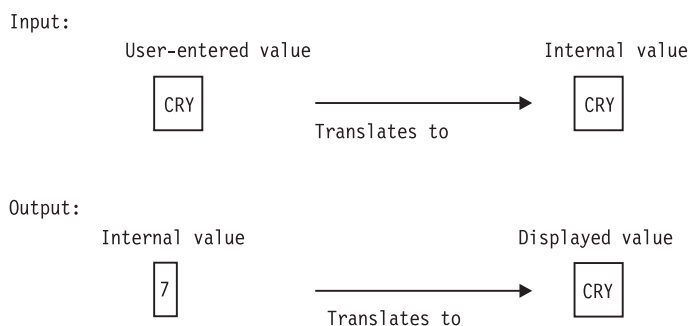 Input:
User-entered value
Internal value
CRY
CRY
Translates to
Output:
Internal value
Displayed value
7
CRY
Translates to